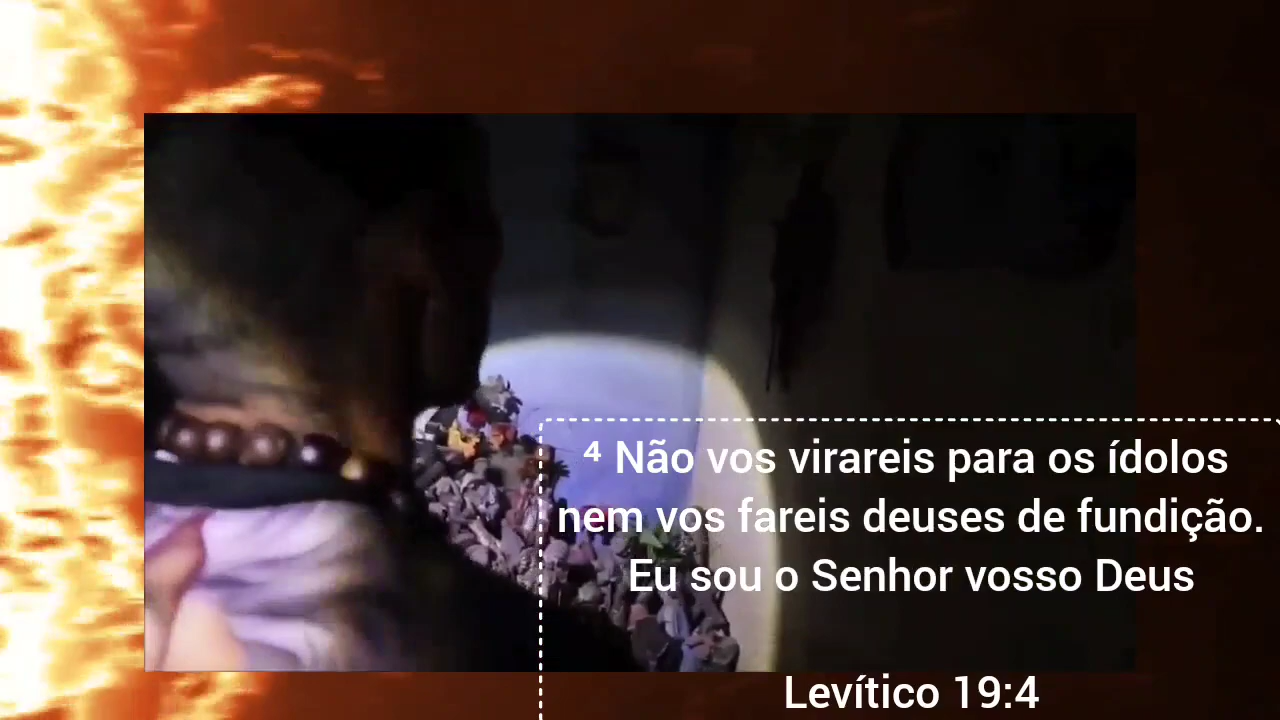 ⁴ Não vos virareis para os ídolos
nem vos fareis deuses de fundição.
Eu sou o Senhor vosso Deus
Levítico 19:4